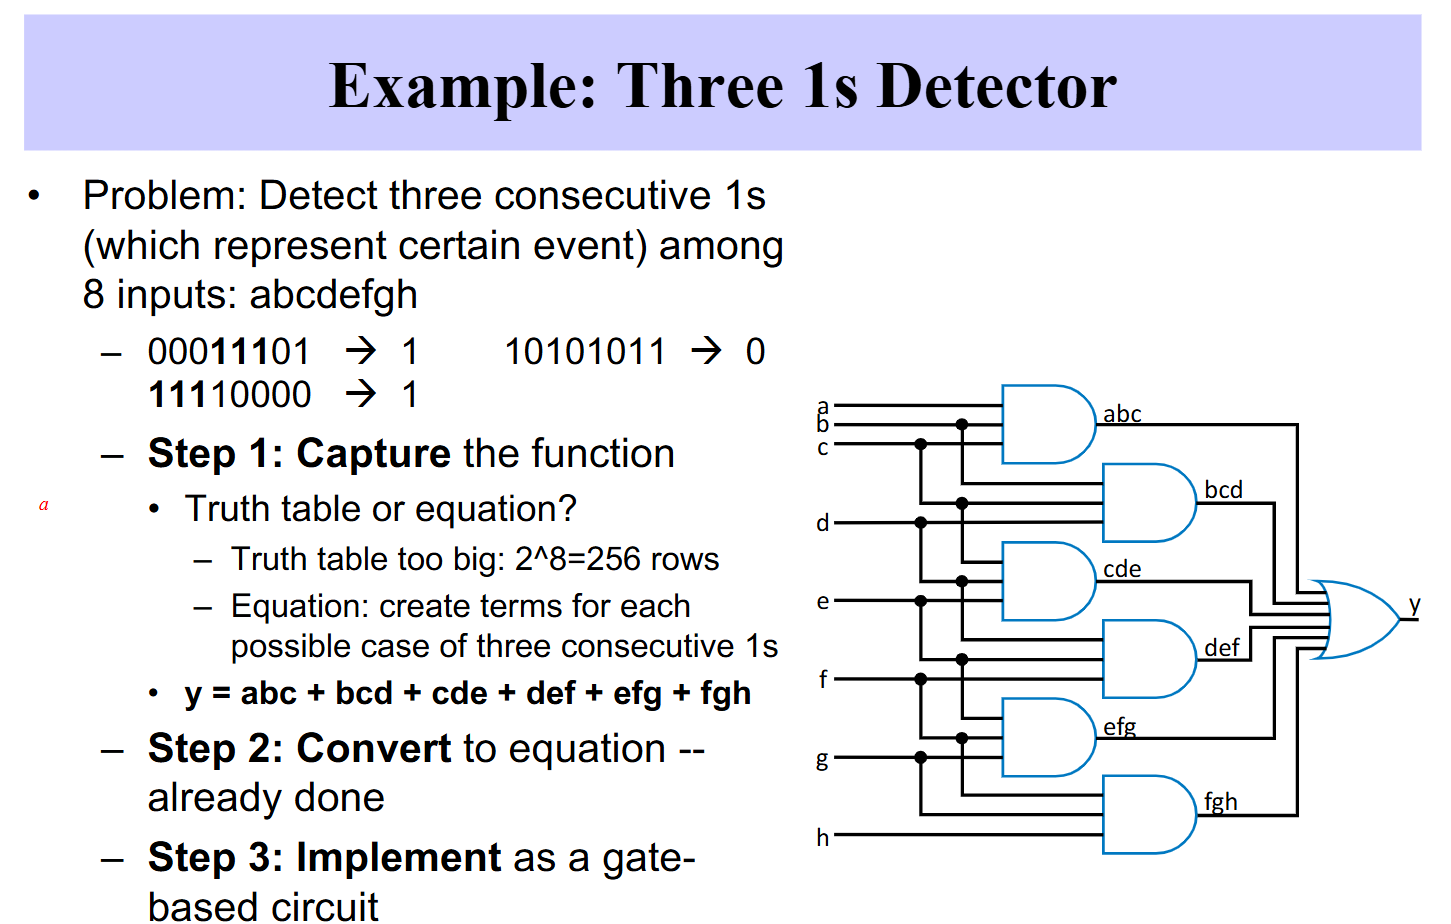 Example: Three 1s Detector
• Problem: Detect three consecutive 1s
(which represent certain event) among
8 inputs: abcdefgh
– 00011101 → 1 10101011 → 0
11110000 → 1
– Step 1: Capture the function
a
• Truth table or equation?
– Truth table too big: 2^8=256 rows
– Equation: create terms for each
possible case of three consecutive 1s
• y = abc + bcd + cde + def + efg + fgh
– Step 2: Convert to equation --
already done
– Step 3: Implement as a gate-
based circuit
a
b
c
d
e
f
g
h
abc
bcd
cde
def
efg
fgh
y